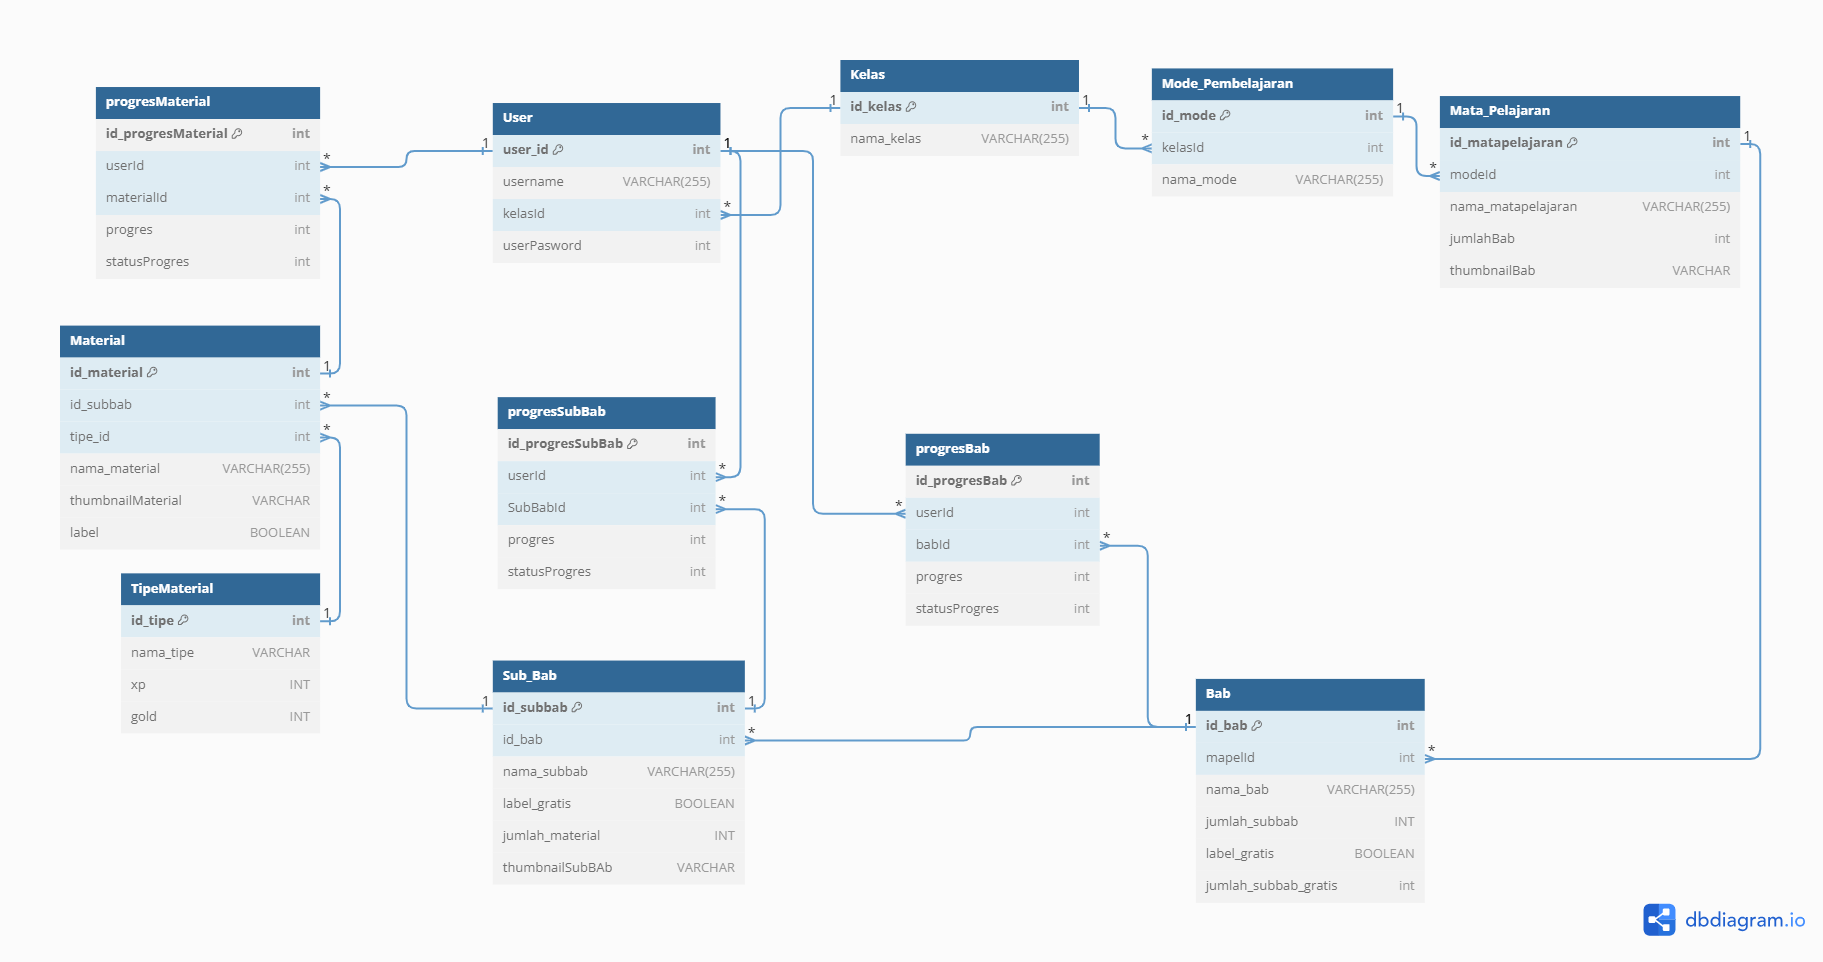 progresMaterial
id_progresMaterial int
userId int
materialId int
progres int
statusProgres int
User
user_id int
username VARCHAR(255)
kelasId int
userPasword int
Kelas
id_kelas int
nama_kelas VARCHAR(255)
Mode_Pembelajaran
id_mode int
kelasId int
nama_mode VARCHAR(255)
Mata_Pelajaran
id_matapelajaran int
modeId int
nama_matapelajaran VARCHAR(255)
jumlahBab int
thumbnailBab VARCHAR
Material
id_material int
id_subbab int
tipe_id int
nama_material VARCHAR(255)
thumbnailMaterial VARCHAR
label BOOLEAN
progresSubBab
id_progresSubBab int
userId int
SubBabId int
progres int
statusProgres int
progresBab
id_progresBab int
userId int
babId int
progres int
statusProgres int
TipeMaterial
id_tipe int
nama_tipe VARCHAR
xp INT
gold INT
Sub_Bab
id_subbab int
id_bab int
nama_subbab VARCHAR(255)
label_gratis BOOLEAN
jumlah_material INT
thumbnailSubBAb VARCHAR
Bab
id_bab int
mapelId int
nama_bab VARCHAR(255)
jumlah_subbab INT
label_gratis BOOLEAN
jumlah_subbab_gratis int
* 1
*
1
*
*
1
1
*
1
*
1
*
1
*
1
*
*
*
*
1
1
*
1
*
dbdiagram.io